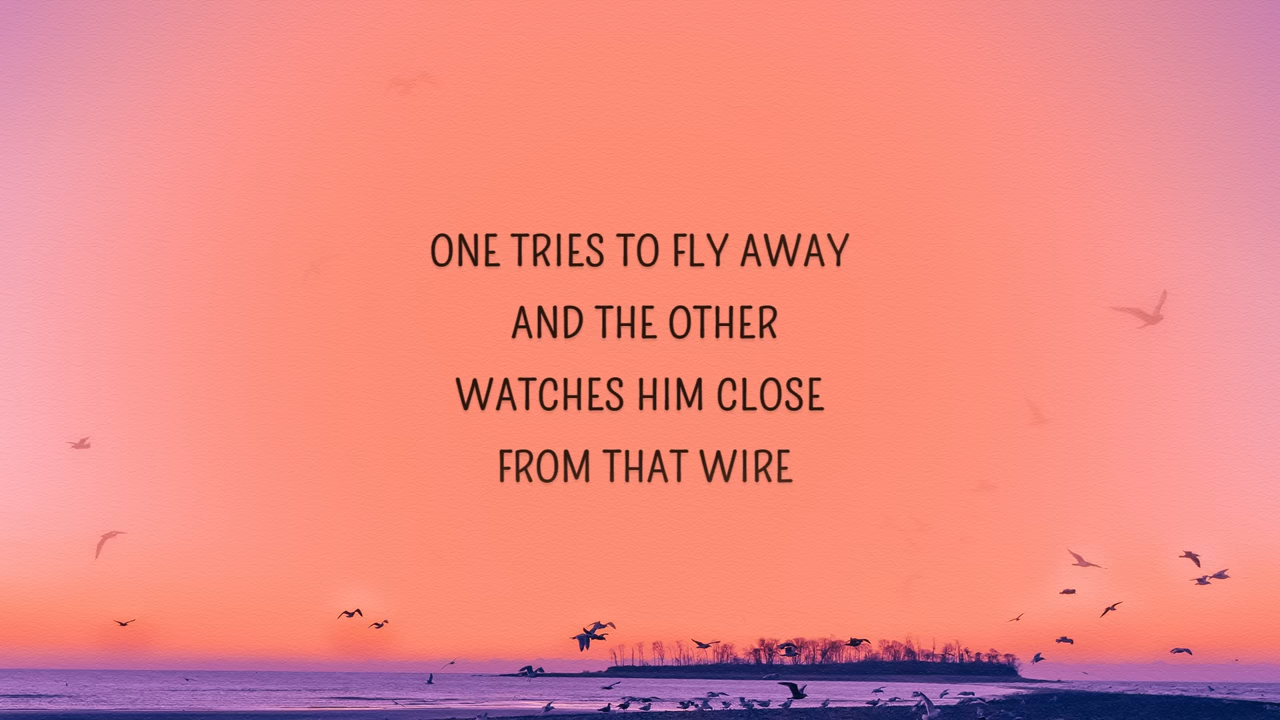 ONE TRIES TO FLY AWAY
AND THE OTHER
WATCHES HIM CLOSE
FROM THAT WIRE